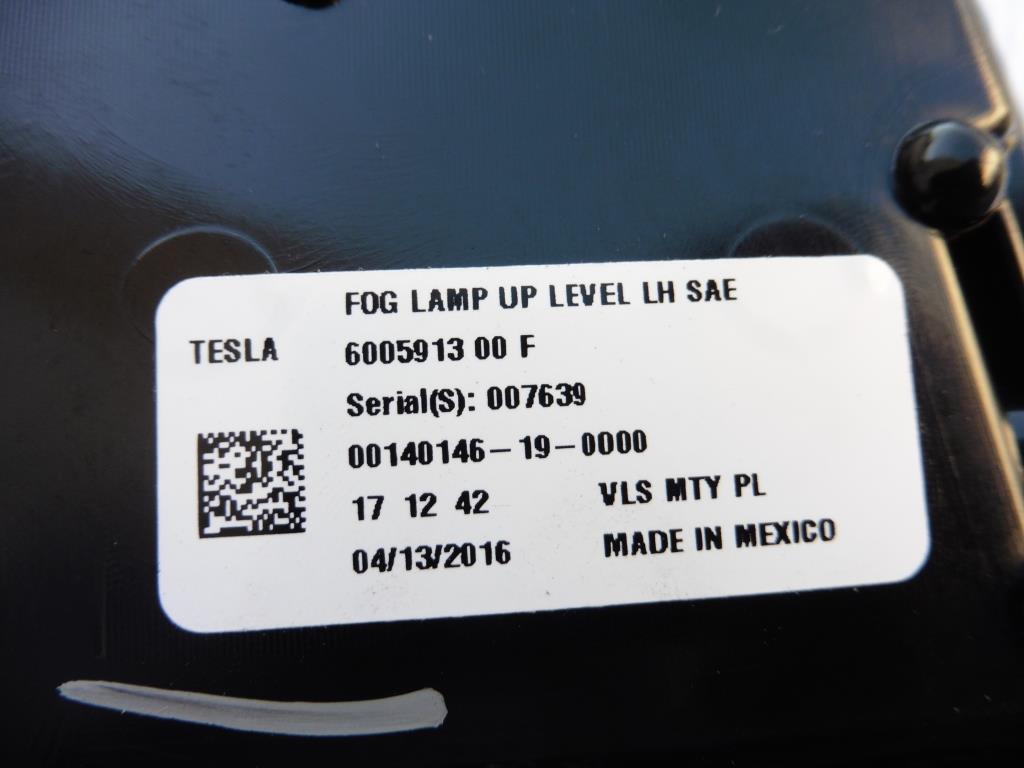 FOG LAMP UP LEVEL LH SAE
TESLA 6005913 00 F
Serial(S): 007639
00140146-19-0000
17 12 42 VLS MTY PL
04/13/2016 MADE IN MEXICO